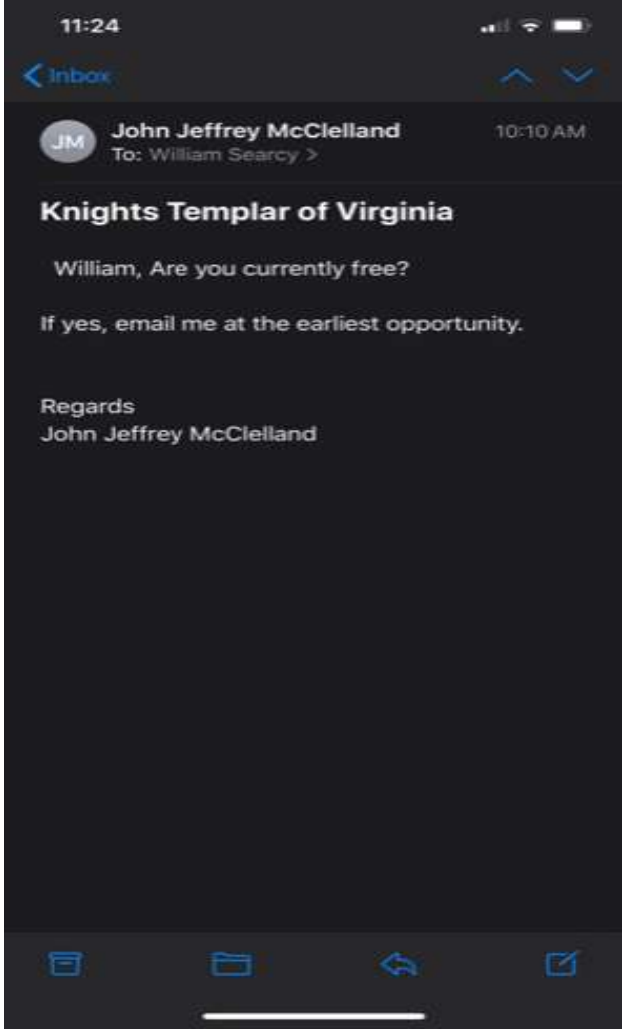 11:24
Inbox
JM
John Jeffrey McClelland
10:10 AM
To: William Searcy >
Knights Templar of Virginia
William, Are you currently free?
If yes, email me at the earliest opportunity.
Regards
John Jeffrey McClelland